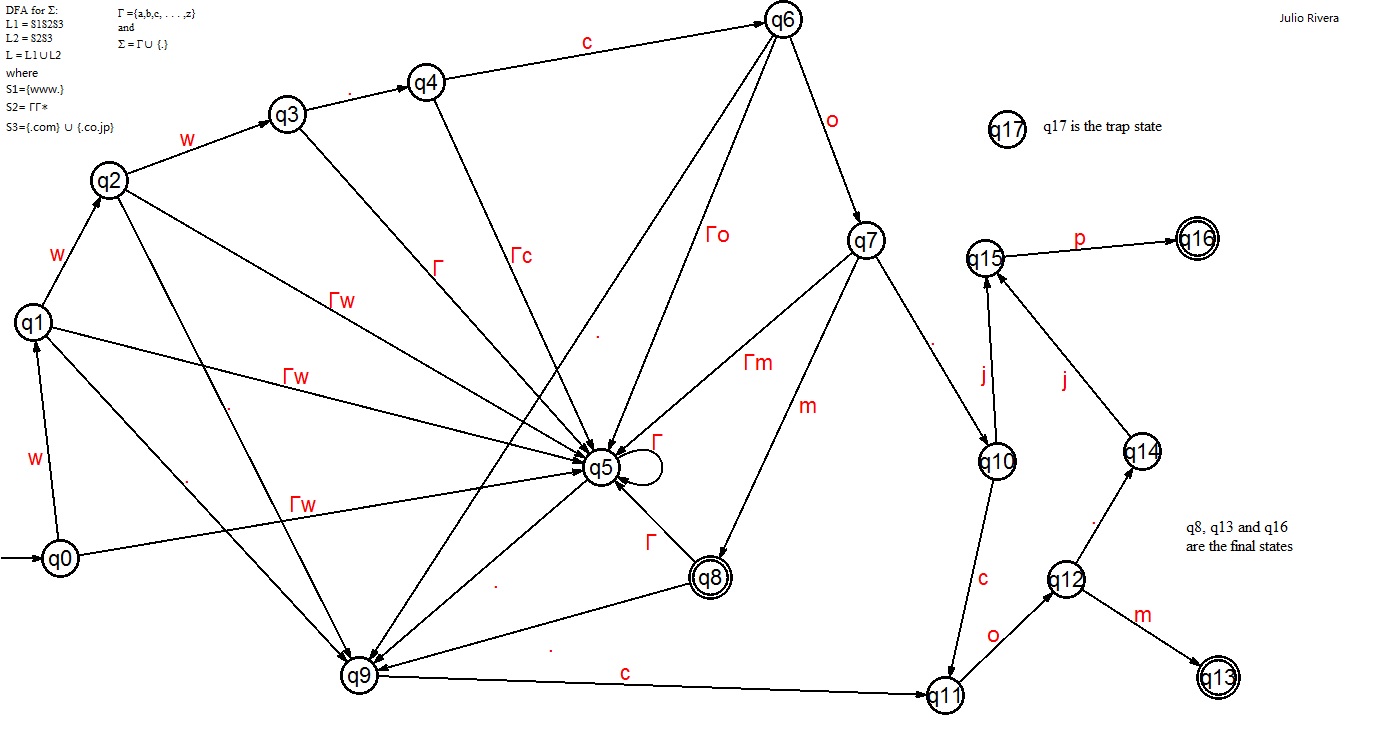 DFA for Σ:
L1 = S1S2S3
L2 = S2S3
L = L1∪L2
where
S1={www.}
S2= ΓΓ*
S3={.com} ∪ {.co.jp}
Γ ={a,b,c, . . . ,z}
and
Σ = Γ∪ {.}
Julio Rivera
q6
c
q4
.
q3
w
o
q17
q17 is the trap state
q2
w
Γo
q7
q15
p
q16
Γc
Γ
Γw
q1
.
.
Γm
j
j
Γw
.
m
w
Γ
q5
q10
q14
.
Γw
q8, q13 and q16
are the final states
.
Γ
q0
.
q8
c
q12
m
o
.
q9
c
q11
q13